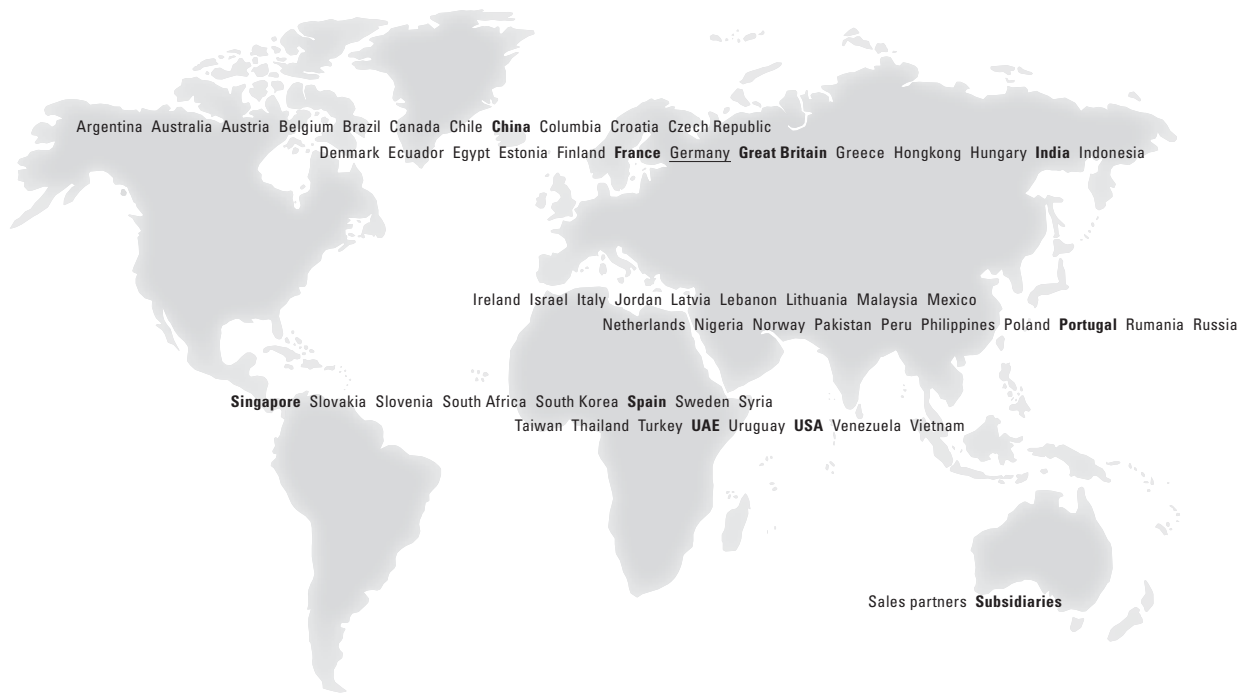 Argentina Australia Austria Belgium Brazil Canada Chile China Columbia Croatia Czech Republic
Denmark Ecuador Egypt Estonia Finland France Germany Great Britain Greece Hongkong Hungary India Indonesia
Ireland Israel Italy Jordan Latvia Lebanon Lithuania Malaysia Mexico
Netherlands Nigeria Norway Pakistan Peru Philippines Poland Portugal Rumania Russia
Singapore Slovakia Slovenia South Africa South Korea Spain Sweden Syria
Taiwan Thailand Turkey UAE Uruguay USA Venezuela Vietnam
Sales partners Subsidiaries